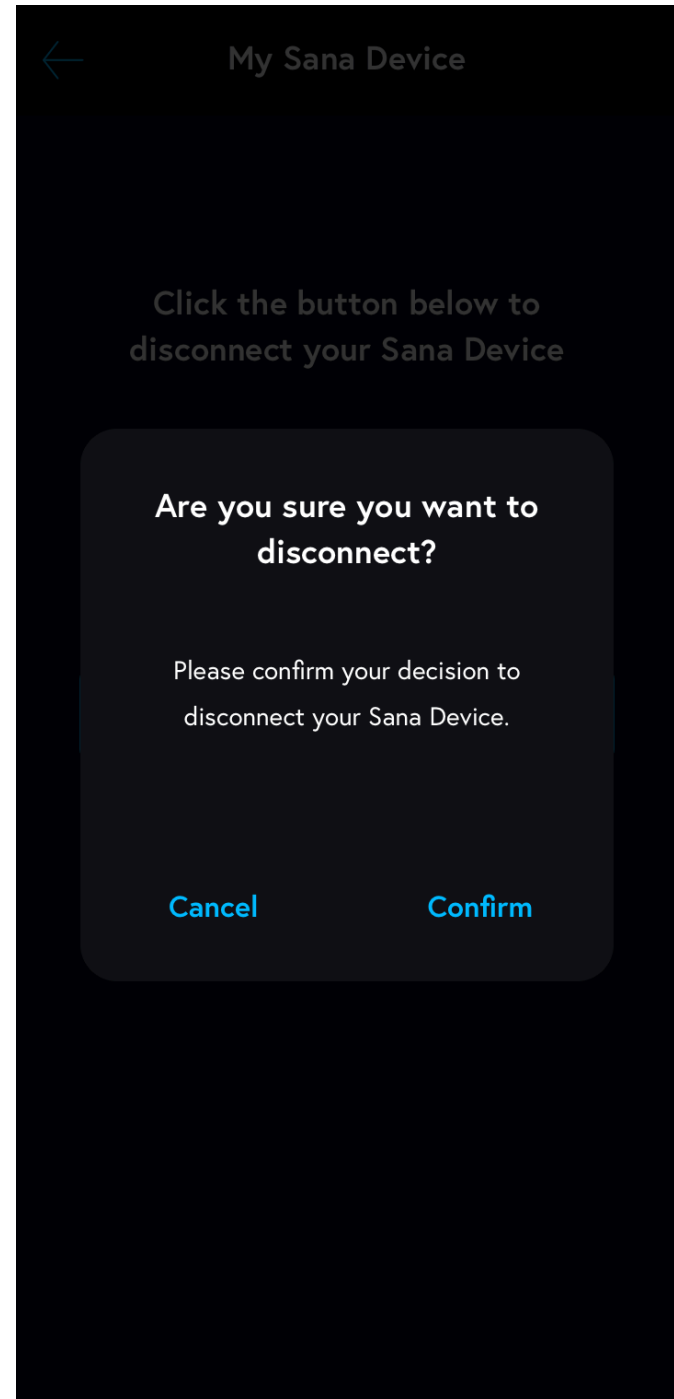 My Sana Device
Click the button below to
disconnect your Sana Device
Are you sure you want to
disconnect?
Please confirm your decision to
disconnect your Sana Device.
Cancel
Confirm